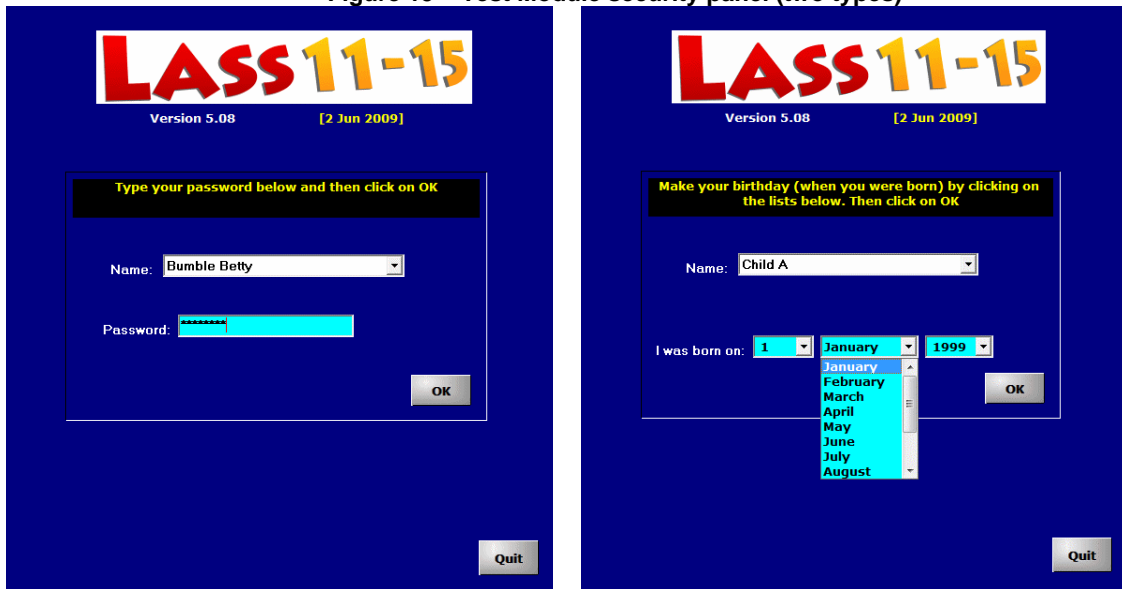 LASS 11-15
Version 5.08 [2 Jun 2009]
Type your password below and then click on OK
Name: Bumble Betty
Password: ********
OK
Quit
LASS 11-15
Version 5.08 [2 Jun 2009]
Make your birthday (when you were born) by clicking on
the lists below. Then click on OK
Name: Child A
I was born on: 1 January 1999
January
February
March
April
May
June
July
August
OK
Quit